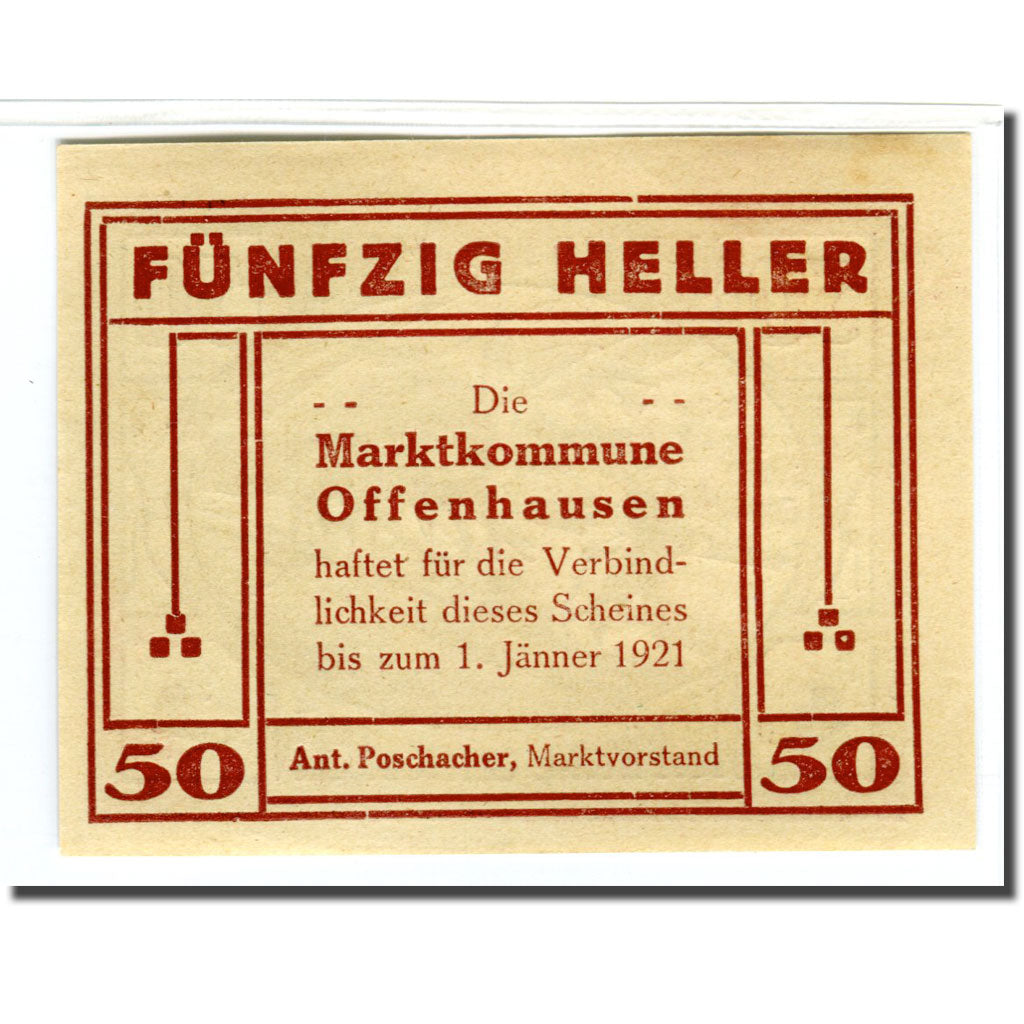 FÜNFZIG HELLER
-- Die --
Marktkommune
Offenhausen
haftet für die Verbind-
lichkeit dieses Scheines
bis zum 1. Jänner 1921
50 Ant. Poschacher, Marktvorstand 50